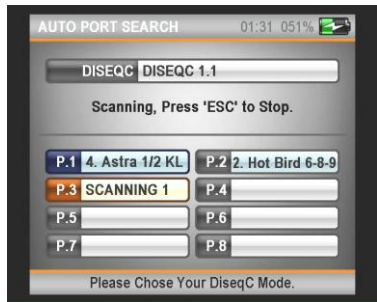 AUTO PORT SEARCH 01:31 051%
DISEQC DISEQC 1.1
Scanning, Press 'ESC' to Stop.
P.1 4. Astra 1/2 KL P.2 2. Hot Bird 6-8-9
P.3 SCANNING 1 P.4
P.5 P.6
P.7 P.8
Please Chose Your DiseqC Mode.